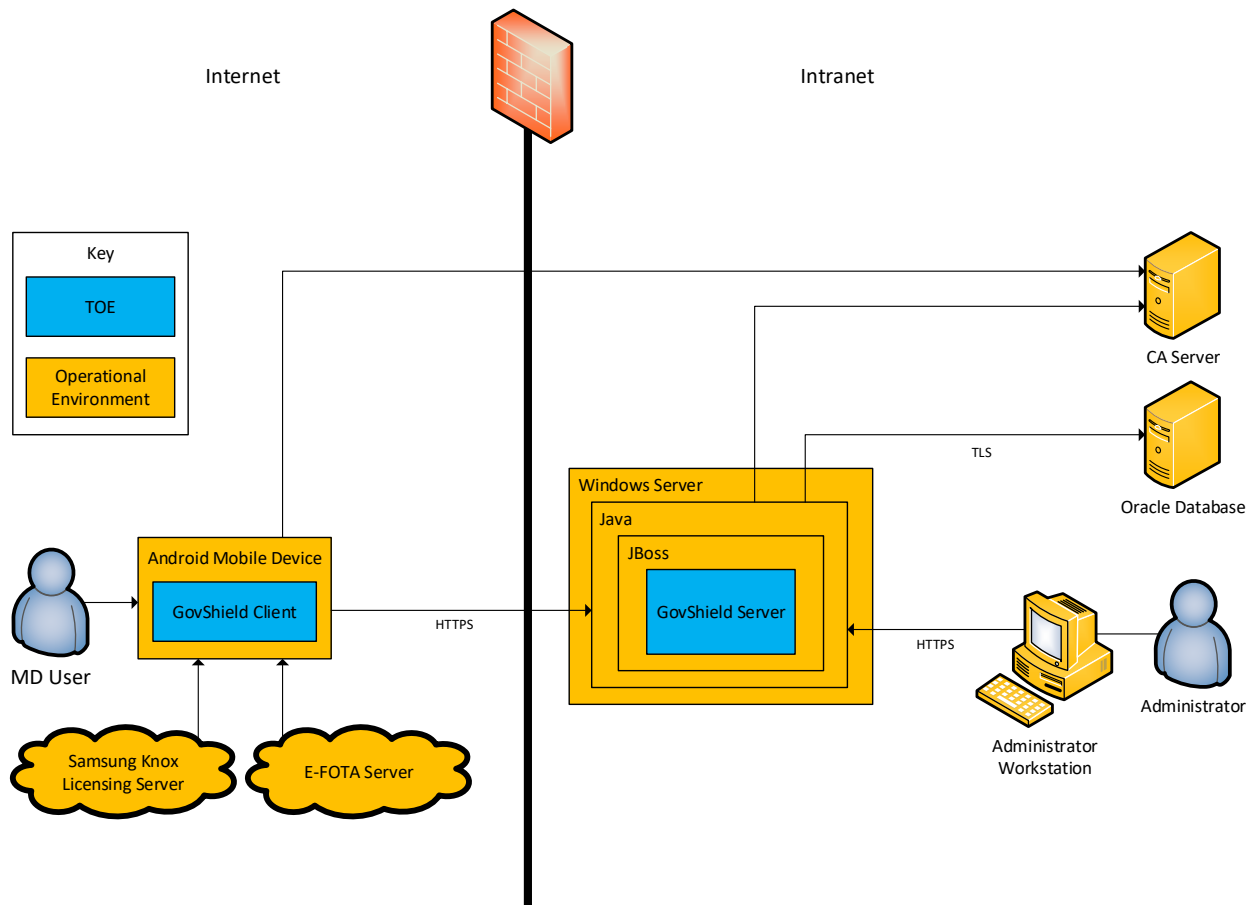 Internet
Intranet
Key
TOE
Operational
Environment
CA Server
TLS
Oracle Database
Windows Server
Java
JBoss
GovShield Server
Android Mobile Device
GovShield Client
HTTPS
HTTPS
MD User
Administrator
Administrator
Workstation
Samsung Knox
Licensing Server
E-FOTA Server